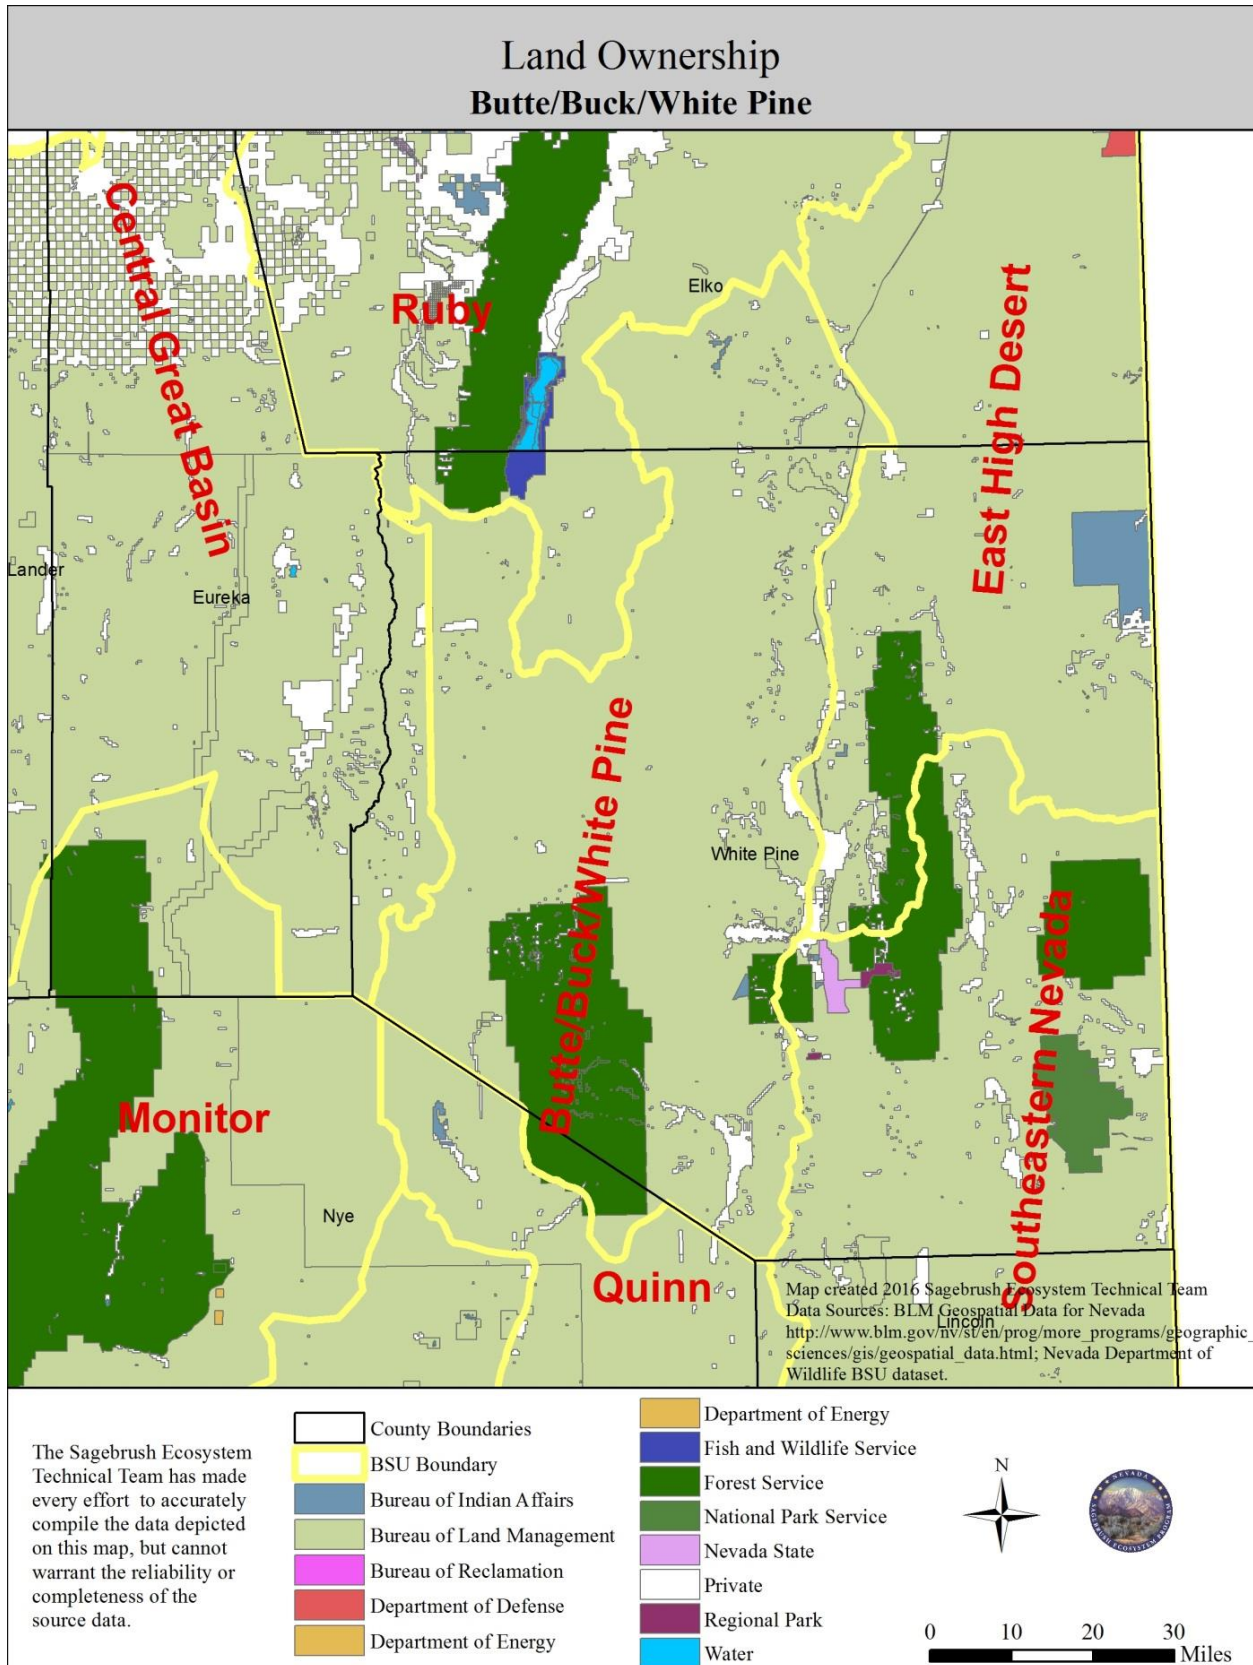 Land Ownership
Butte/Buck/White Pine
Central Great Basin
Ruby
Elko
East High Desert
Lander
Eureka
Butte/Buck/White Pine
White Pine
Southeastern Nevada
Monitor
Nye
Quinn
Lincoln
Map created 2016 Sagebrush Ecosystem Technical Team
Data Sources: BLM Geospatial Data for Nevada
http://www.blm.gov/nv/st/en/prog/more_programs/geographic_
sciences/gis/geospatial_data.html; Nevada Department of
Wildlife BSU dataset.
The Sagebrush Ecosystem
Technical Team has made
every effort to accurately
compile the data depicted
on this map, but cannot
warrant the reliability or
completeness of the
source data.
County Boundaries
BSU Boundary
Bureau of Indian Affairs
Bureau of Land Management
Bureau of Reclamation
Department of Defense
Department of Energy
Department of Energy
Fish and Wildlife Service
Forest Service
National Park Service
Nevada State
Private
Regional Park
Water
N
NEVADA
SAGEBRUSH ECOSYSTEM PROGRAM
0 10 20 30
Miles